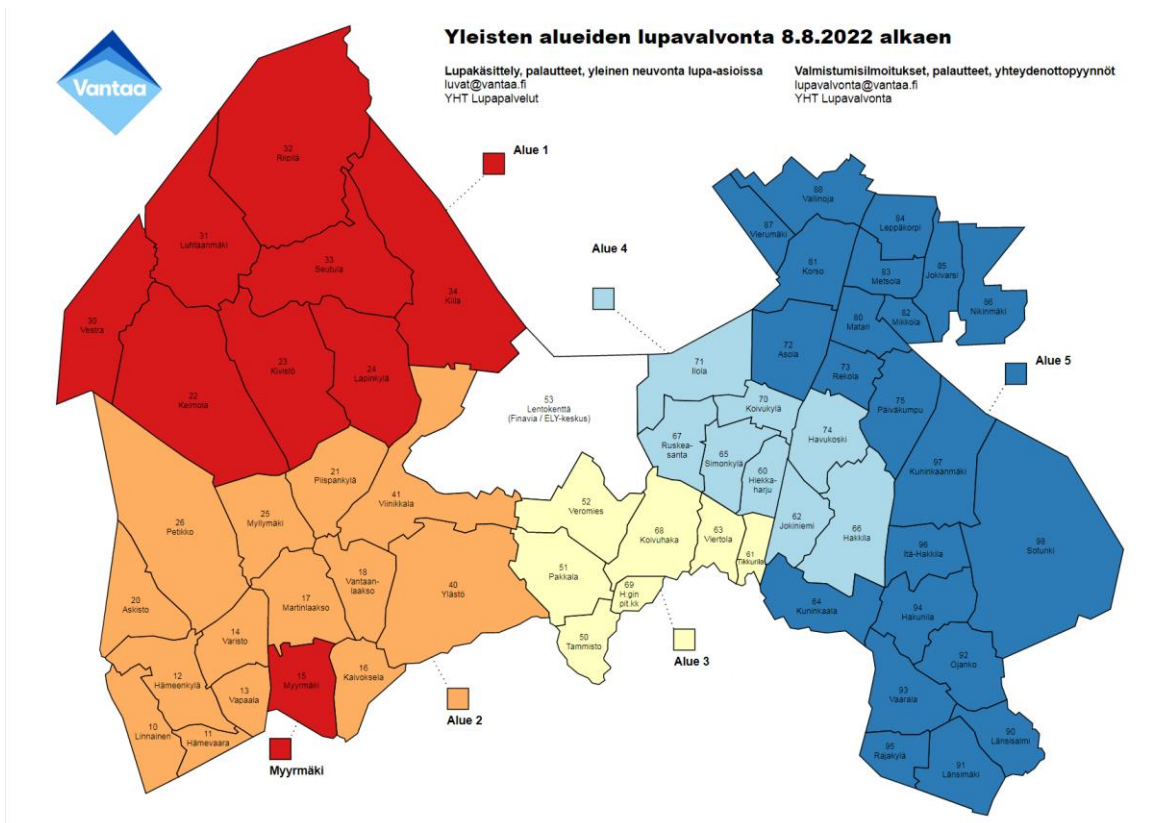 Vantaa
Yleisten alueiden lupavalvonta 8.8.2022 alkaen
Lupakäsittely, palautteet, yleinen neuvonta lupa-asioissa
luvat@vantaa.fi
YHT Lupapalvelut
Valmistumisilmoitukset, palautteet, yhteydenottopyynnöt
lupavalvonta@vantaa.fi
YHT Lupavalvonta
Alue 1
32
Riipilä
31
Luhtaanmäki
33
Seutula
34
Kiila
30
Vestra
22
Keimola
23
Kivistö
24
Lapinkylä
Alue 4
53
Lentokenttä
(Finavia / ELY-keskus)
88
Vallinoja
87
Vierumäki
84
Leppäkorpi
81
Korso
83
Metsola
85
Jokivarsi
86
Nikinmäki
80
Matari
82
Mikkola
72
Asola
73
Rekola
Alue 5
71
Ilola
70
Koivukylä
75
Päiväkumpu
74
Havukoski
67
Ruskea-
santa
65
Simonkylä
60
Hiekka-
harju
97
Kuninkaanmäki
62
Jokiniemi
66
Hakkila
96
Itä-Hakkila
98
Sotunki
21
Piispankylä
41
Viinikkala
26
Petikko
25
Myllymäki
52
Veromies
68
Koivuhaka
63
Viertola
61
Tikkurila
18
Vantaan-
laakso
40
Ylästö
51
Pakkala
69
H:gin
pit.kk
20
Askisto
17
Martinlaakso
64
Kuninkaala
94
Hakunila
14
Varisto
50
Tammisto
Alue 3
92
Ojanko
12
Hämeenkylä
13
Vapaala
15
Myyrmäki
16
Kaivoksela
93
Vaarala
10
Linnainen
11
Hämevaara
Alue 2
90
Länsisalmi
95
Rajakylä
91
Länsimäki
Myyrmäki